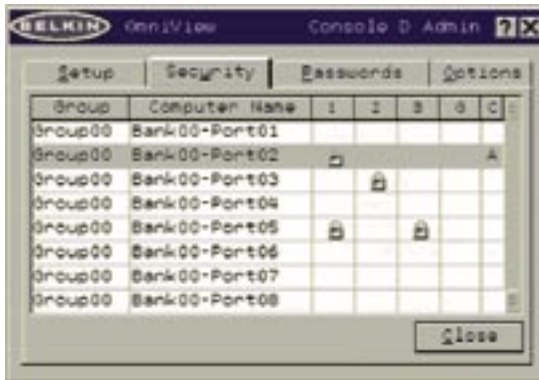 BELKIN OmniView Console D Admin ? X
Setup Security Passwords Options
Group Computer Name 1 2 3 G C
Group00 Bank00-Port01
Group00 Bank00-Port02 A
Group00 Bank00-Port03
Group00 Bank00-Port04
Group00 Bank00-Port05
Group00 Bank00-Port06
Group00 Bank00-Port07
Group00 Bank00-Port08
Close